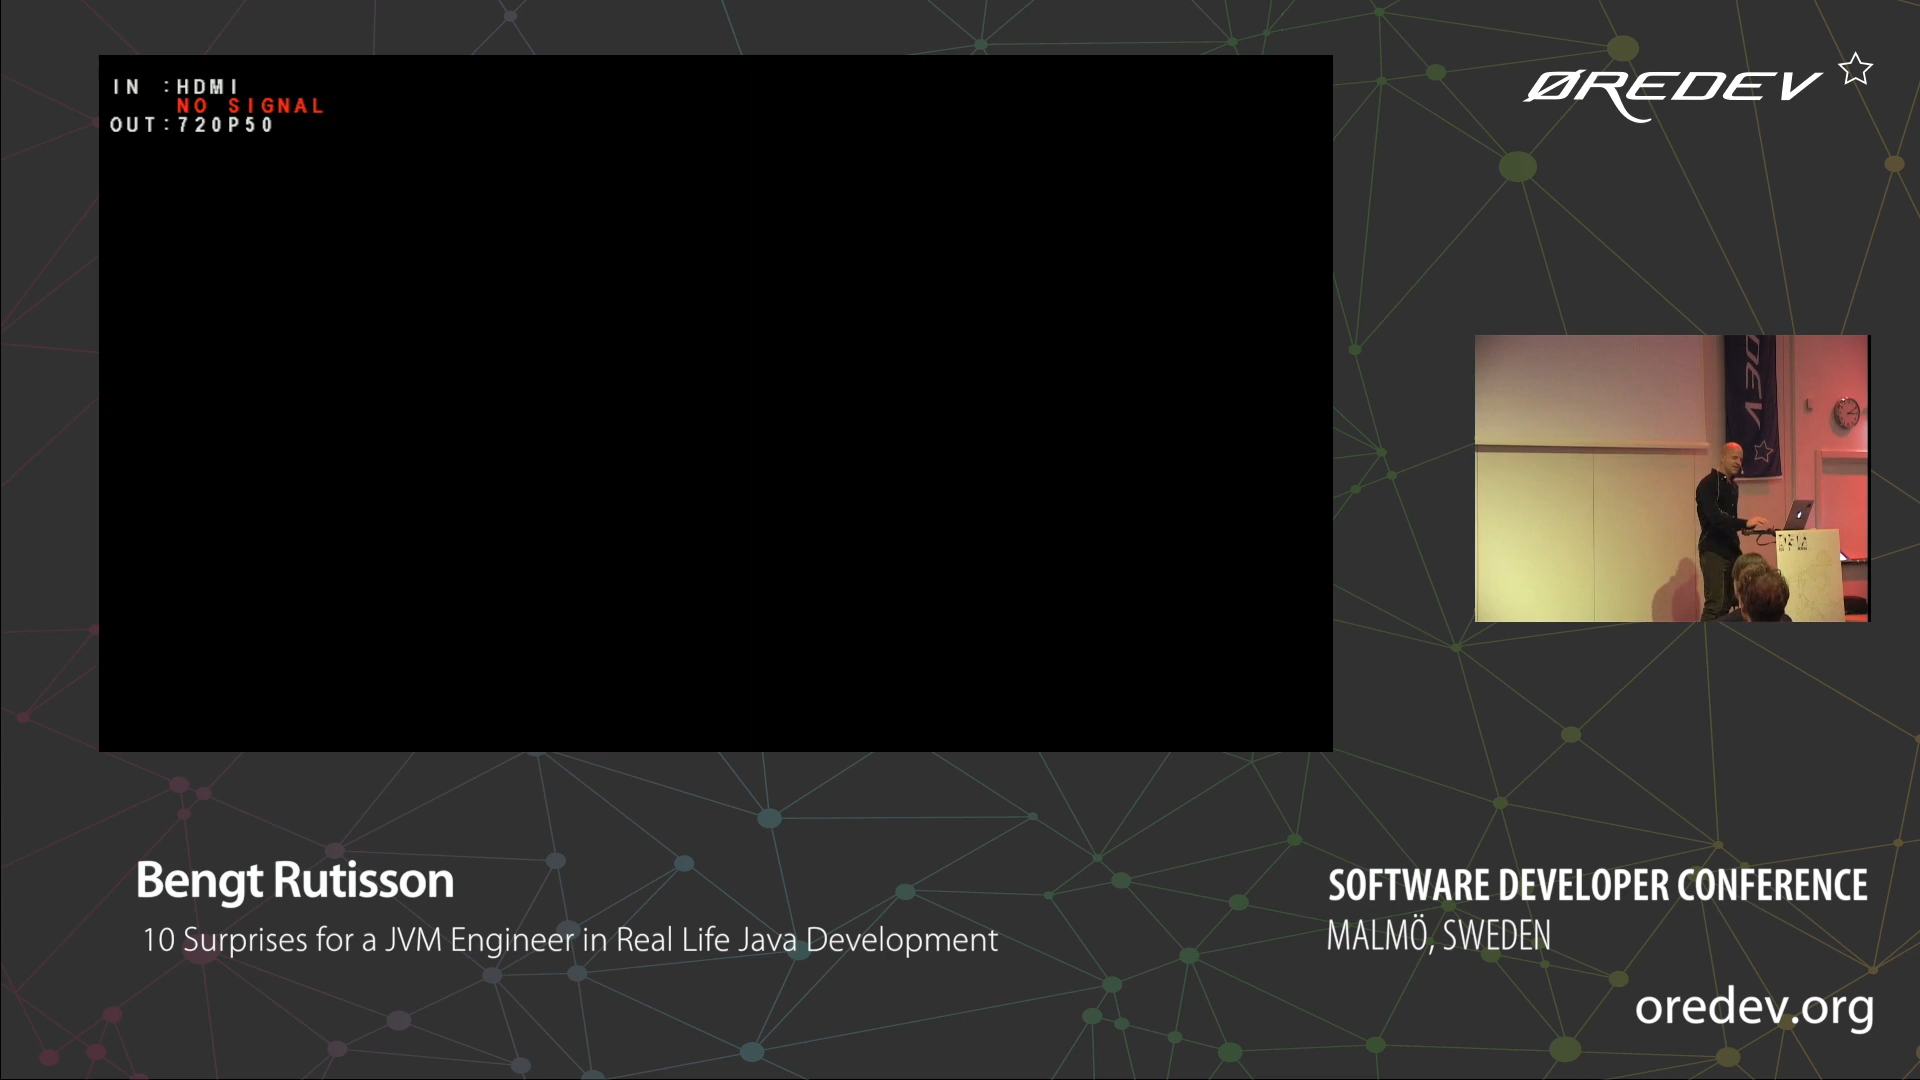 IN :HDMI
NO SIGNAL
OUT:720P50
ØREDEV
DEV
Bengt Rutisson
10 Surprises for a JVM Engineer in Real Life Java Development
SOFTWARE DEVELOPER CONFERENCE
MALMÖ, SWEDEN
oredev.org